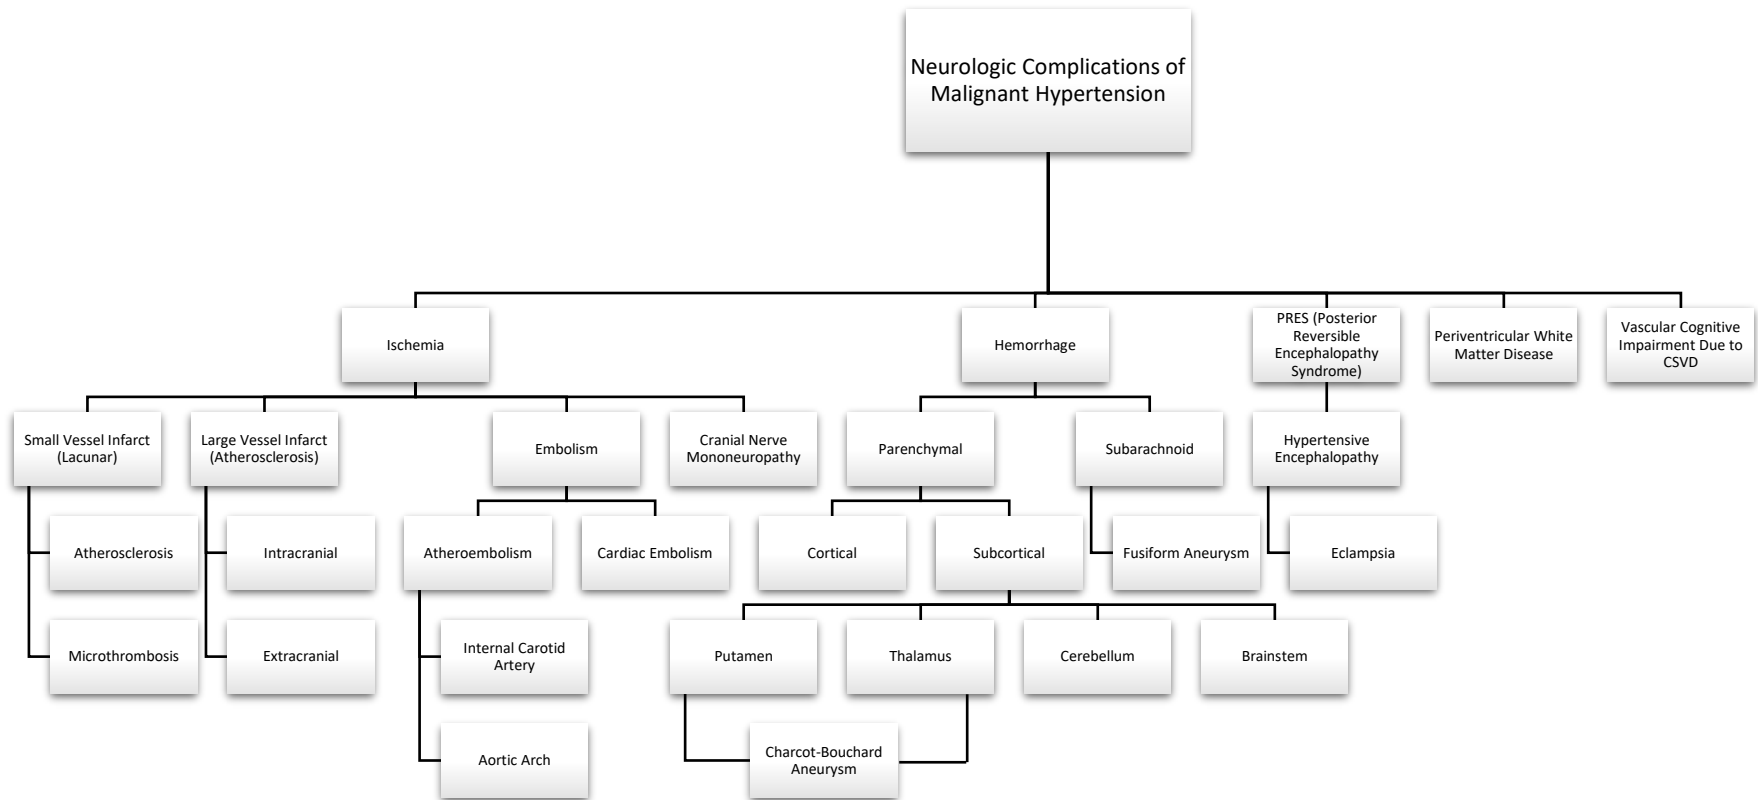 Neurologic Complications of
Malignant Hypertension
Ischemia
Hemorrhage
PRES (Posterior
Reversible
Encephalopathy
Syndrome)
Periventricular White
Matter Disease
Vascular Cognitive
Impairment Due to
CSVD
Small Vessel Infarct
(Lacunar)
Large Vessel Infarct
(Atherosclerosis)
Embolism
Cranial Nerve
Mononeuropathy
Parenchymal
Subarachnoid
Hypertensive
Encephalopathy
Atherosclerosis
Intracranial
Atheroembolism
Cardiac Embolism
Cortical
Subcortical
Fusiform Aneurysm
Eclampsia
Microthrombosis
Extracranial
Internal Carotid
Artery
Putamen
Thalamus
Cerebellum
Brainstem
Aortic Arch
Charcot-Bouchard
Aneurysm